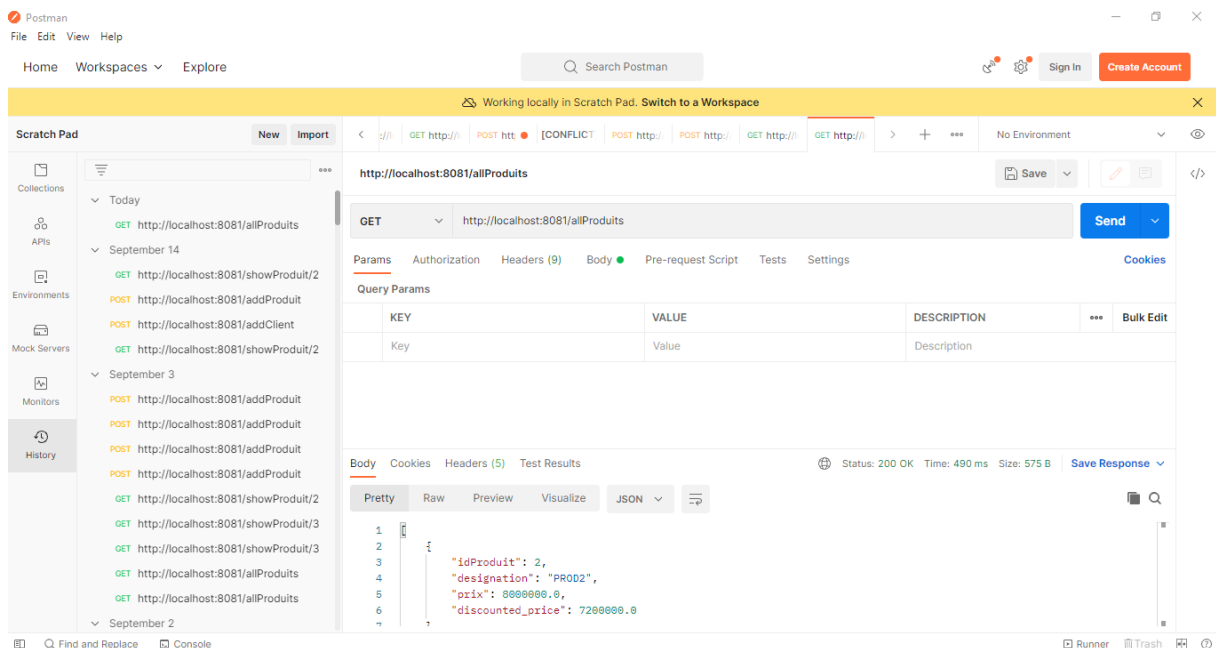 Postman
File Edit View Help
Home Workspaces Explore Search Postman Sign In Create Account
Working locally in Scratch Pad. Switch to a Workspace
Scratch Pad New Import
://l GET http:// POST htt [CONFLICT POST http:/ POST http:/ GET http:// GET http:// No Environment
http://localhost:8081/allProduits Save
GET http://localhost:8081/allProduits Send
Params Authorization Headers (9) Body Pre-request Script Tests Settings Cookies
Query Params
KEY VALUE DESCRIPTION Bulk Edit
Key Value Description
Collections
APIs
Environments
Mock Servers
Monitors
History
Today
GET http://localhost:8081/allProduits
September 14
GET http://localhost:8081/showProduit/2
POST http://localhost:8081/addProduit
POST http://localhost:8081/addClient
GET http://localhost:8081/showProduit/2
September 3
POST http://localhost:8081/addProduit
POST http://localhost:8081/addProduit
POST http://localhost:8081/addProduit
POST http://localhost:8081/addProduit
GET http://localhost:8081/showProduit/2
GET http://localhost:8081/showProduit/3
GET http://localhost:8081/showProduit/3
GET http://localhost:8081/allProduits
GET http://localhost:8081/allProduits
September 2
Body Cookies Headers (5) Test Results Status: 200 OK Time: 490 ms Size: 575 B Save Response
Pretty Raw Preview Visualize JSON
1 [
2 {
3 "idProduit": 2,
4 "designation": "PROD2",
5 "prix": 8000000.0,
6 "discounted_price": 7200000.0
7 }
Find and Replace Console Runner Trash